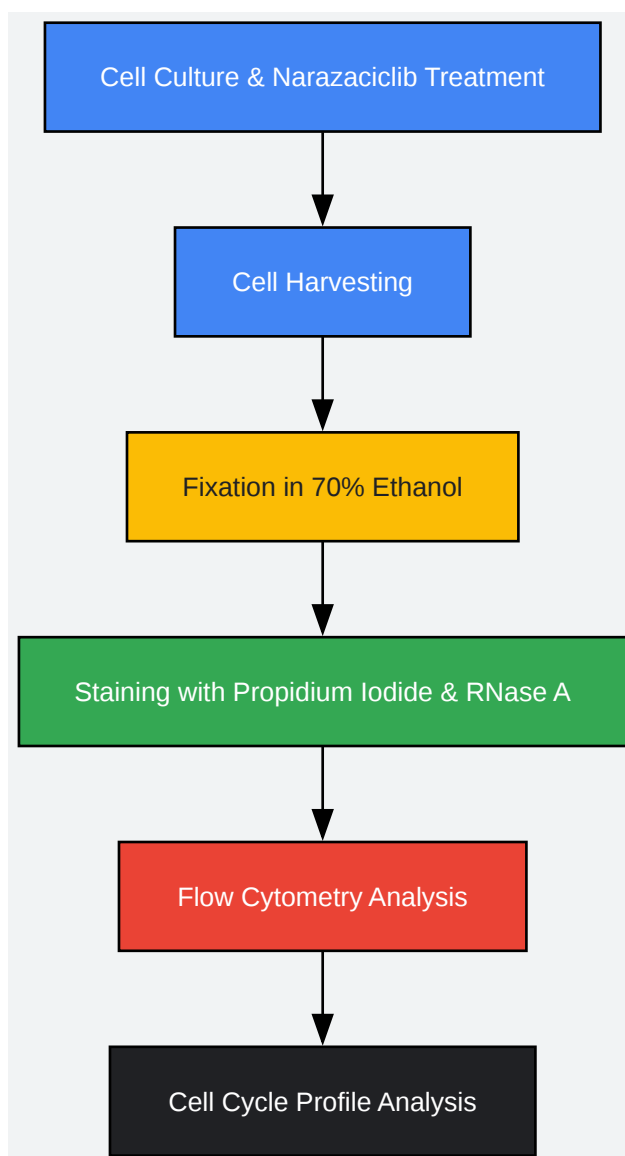 Cell Culture & Narazaciclib Treatment
Cell Harvesting
Fixation in 70% Ethanol
Staining with Propidium Iodide & RNase A
Flow Cytometry Analysis
Cell Cycle Profile Analysis